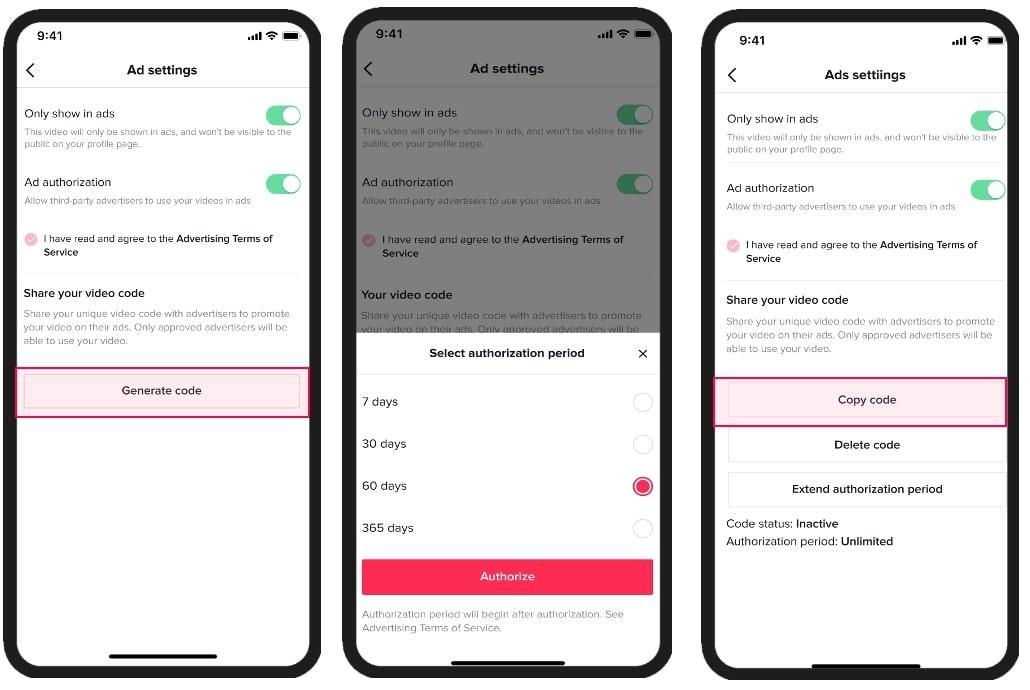 9:41
Ad settings
Only show in ads
This video will only be shown in ads, and won't be visible to the
public on your profile page.
Ad authorization
Allow third-party advertisers to use your videos in ads
I have read and agree to the Advertising Terms of
Service
Share your video code
Share your unique video code with advertisers to promote
your video on their ads. Only approved advertisers will be
able to use your video.
Generate code
9:41
Ad settings
Only show in ads
This video will only be shown in ads, and won't be visible to the
public on your profile page.
Ad authorization
Allow third-party advertisers to use your videos in ads
I have read and agree to the Advertising Terms of
Service
Your video code
Share your unique video code with advertisers to promote
your video on their ads. Only approved advertisers will be
Select authorization period
7 days
30 days
60 days
365 days
Authorize
Authorization period will begin after authorization. See
Advertising Terms of Service.
9:41
Ads settiings
Only show in ads
This video will only be shown in ads, and won't be visible to the
public on your profile page.
Ad authorization
Allow third-party advertisers to use your videos in ads
I have read and agree to the Advertising Terms of
Service
Share your video code
Share your unique video code with advertisers to promote
your video on their ads. Only approved advertisers will be
able to use your video.
Copy code
Delete code
Extend authorization period
Code status: Inactive
Authorization period: Unlimited